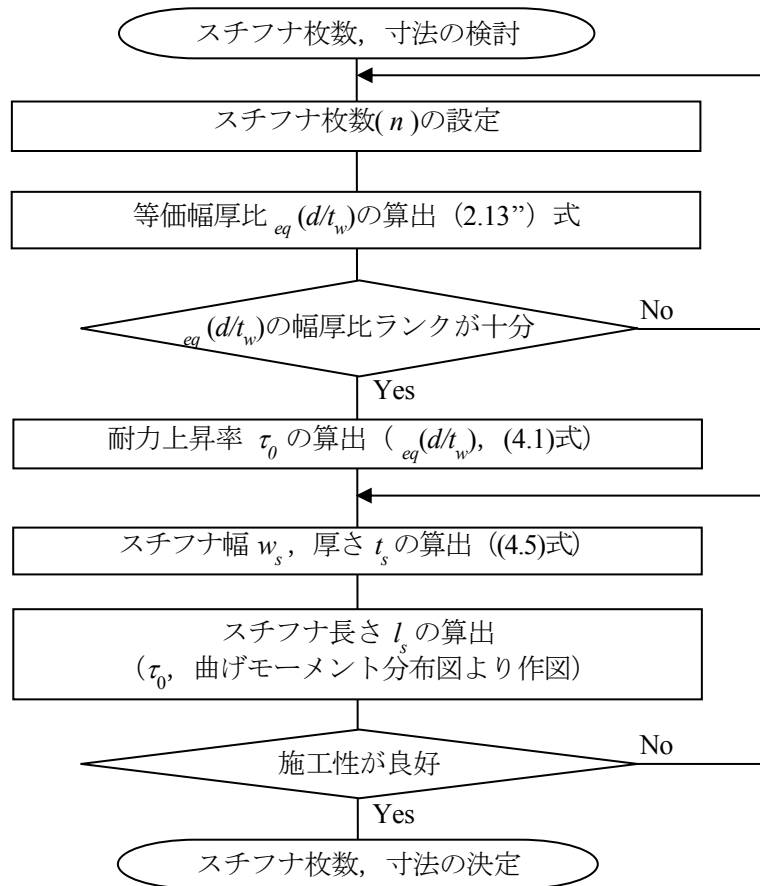 スチフナ枚数，寸法の検討
スチフナ枚数( n )の設定
等価幅厚比 eq (d/tw)の算出（2.13”）式
eq (d/tw)の幅厚比ランクが十分
No
Yes
耐力上昇率 τ0 の算出（ eq(d/tw)，(4.1)式）
スチフナ幅 ws，厚さ ts の算出（(4.5)式）
スチフナ長さ ls の算出
（τ0，曲げモーメント分布図より作図）
施工性が良好
No
Yes
スチフナ枚数，寸法の決定